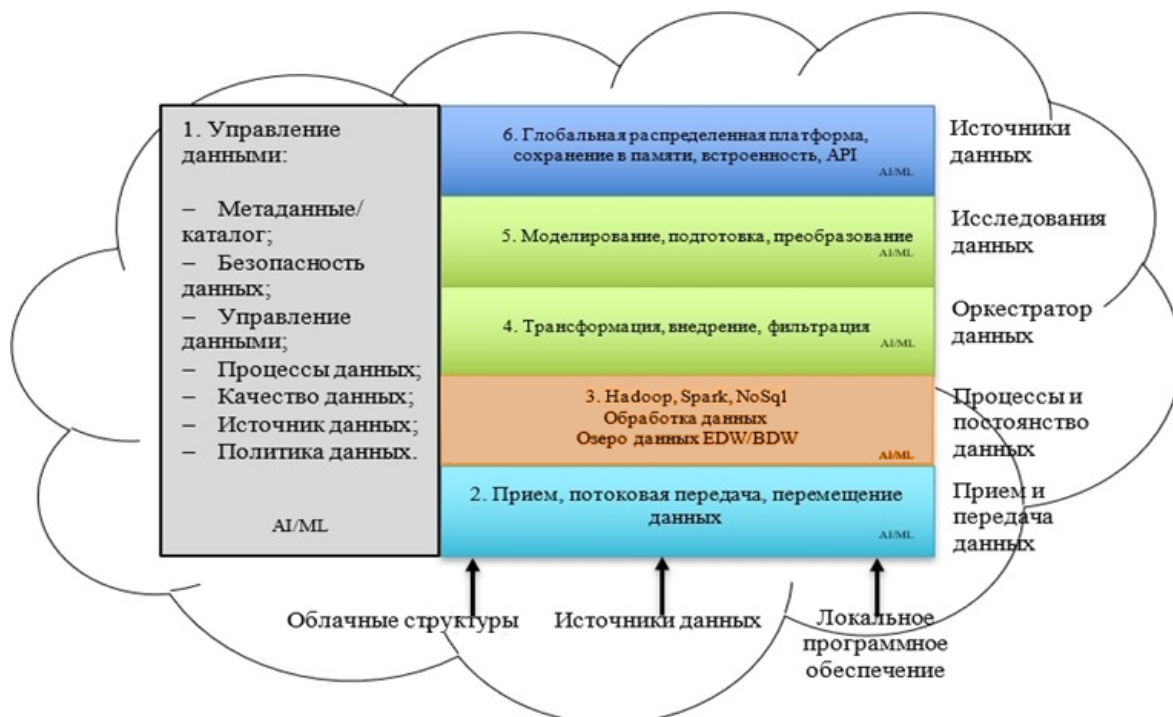 1. Управление
данными:
– Метаданные/
каталог;
– Безопасность
данных;
– Управление
данными;
– Процессы данных;
– Качество данных;
– Источник данных;
– Политика данных.
AI/ML
6. Глобальная распределенная платформа,
сохранение в памяти, встроенность, API
AI/ML
Источники
данных
5. Моделирование, подготовка, преобразование
AI/ML
Исследования
данных
4. Трансформация, внедрение, фильтрация
AI/ML
Оркестратор
данных
3. Hadoop, Spark, NoSql
Обработка данных
Озеро данных EDW/BDW
AI/ML
Процессы и
постоянство
данных
2. Прием, потоковая передача, перемещение
данных
AI/ML
Прием и
передача
данных
Облачные структуры
Источники данных
Локальное
программное
обеспечение